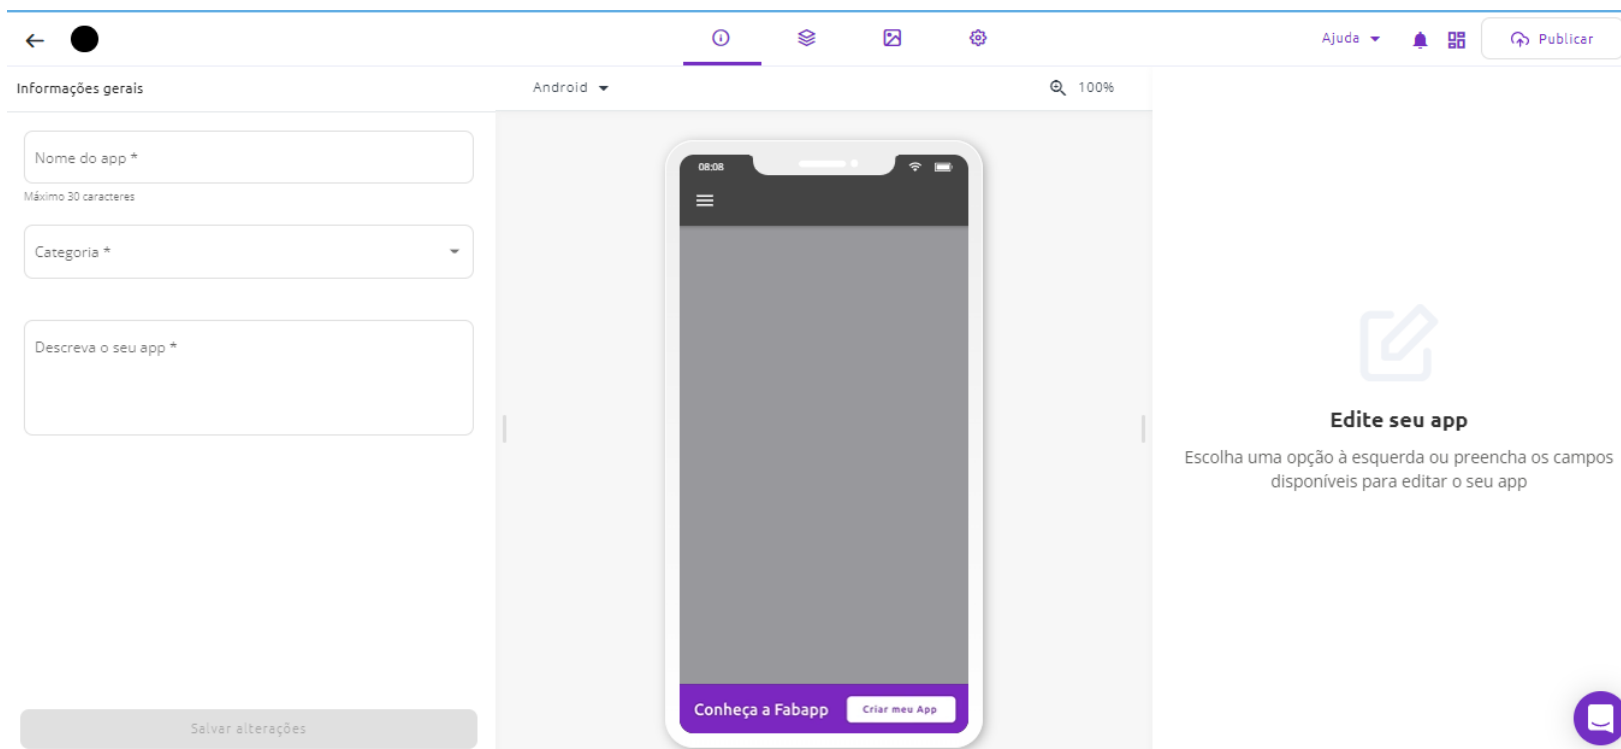 Ajuda
Publicar
Informações gerais
Android
100%
Nome do app *
Máximo 30 caracteres
Categoria *
Descreva o seu app *
Salvar alterações
08:08
Conheça a Fabapp
Criar meu App
Edite seu app
Escolha uma opção à esquerda ou preencha os campos
disponíveis para editar o seu app